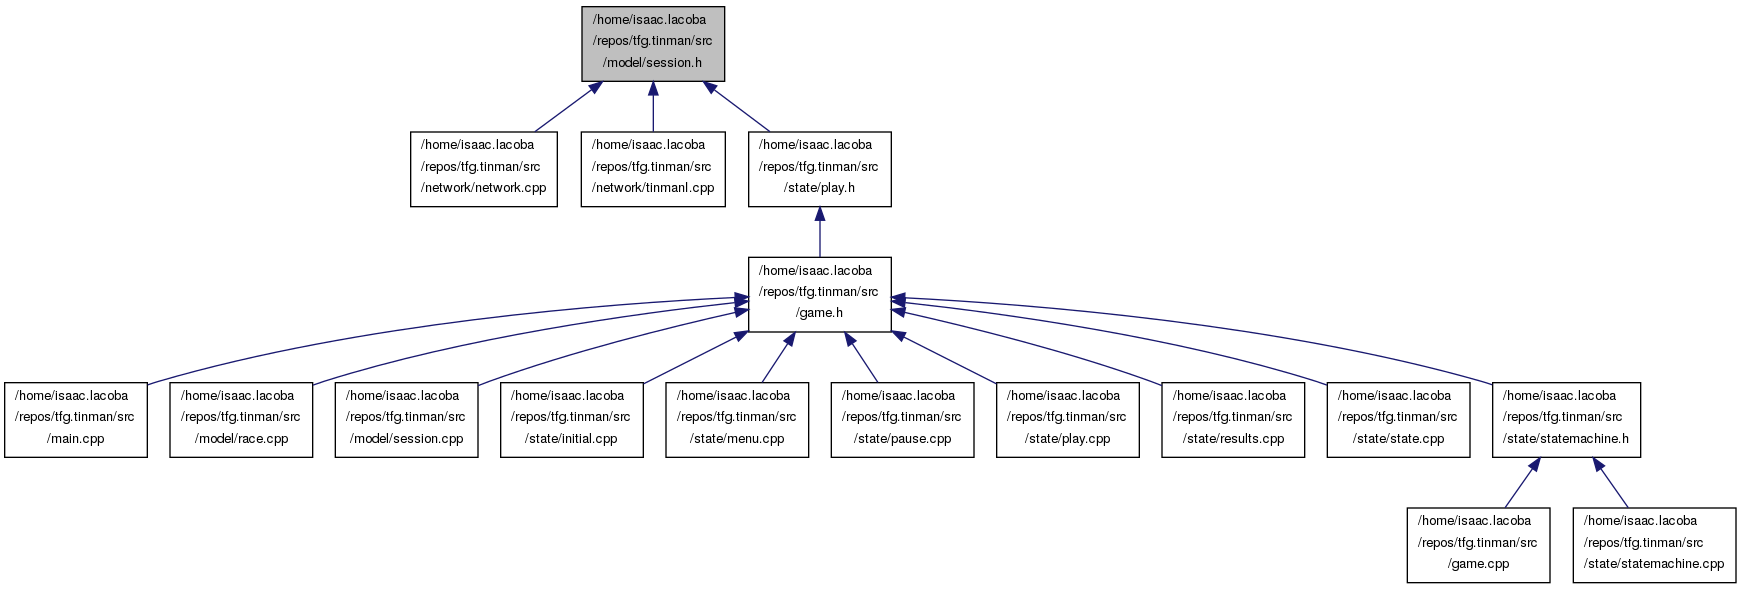 /home/isaac.lacoba
/repos/tfg.tinman/src
/model/session.h
/home/isaac.lacoba
/repos/tfg.tinman/src
/network/network.cpp
/home/isaac.lacoba
/repos/tfg.tinman/src
/network/tinmanI.cpp
/home/isaac.lacoba
/repos/tfg.tinman/src
/state/play.h
/home/isaac.lacoba
/repos/tfg.tinman/src
/game.h
/home/isaac.lacoba
/repos/tfg.tinman/src
/main.cpp
/home/isaac.lacoba
/repos/tfg.tinman/src
/model/race.cpp
/home/isaac.lacoba
/repos/tfg.tinman/src
/model/session.cpp
/home/isaac.lacoba
/repos/tfg.tinman/src
/state/initial.cpp
/home/isaac.lacoba
/repos/tfg.tinman/src
/state/menu.cpp
/home/isaac.lacoba
/repos/tfg.tinman/src
/state/pause.cpp
/home/isaac.lacoba
/repos/tfg.tinman/src
/state/play.cpp
/home/isaac.lacoba
/repos/tfg.tinman/src
/state/results.cpp
/home/isaac.lacoba
/repos/tfg.tinman/src
/state/state.cpp
/home/isaac.lacoba
/repos/tfg.tinman/src
/state/statemachine.h
/home/isaac.lacoba
/repos/tfg.tinman/src
/game.cpp
/home/isaac.lacoba
/repos/tfg.tinman/src
/state/statemachine.cpp